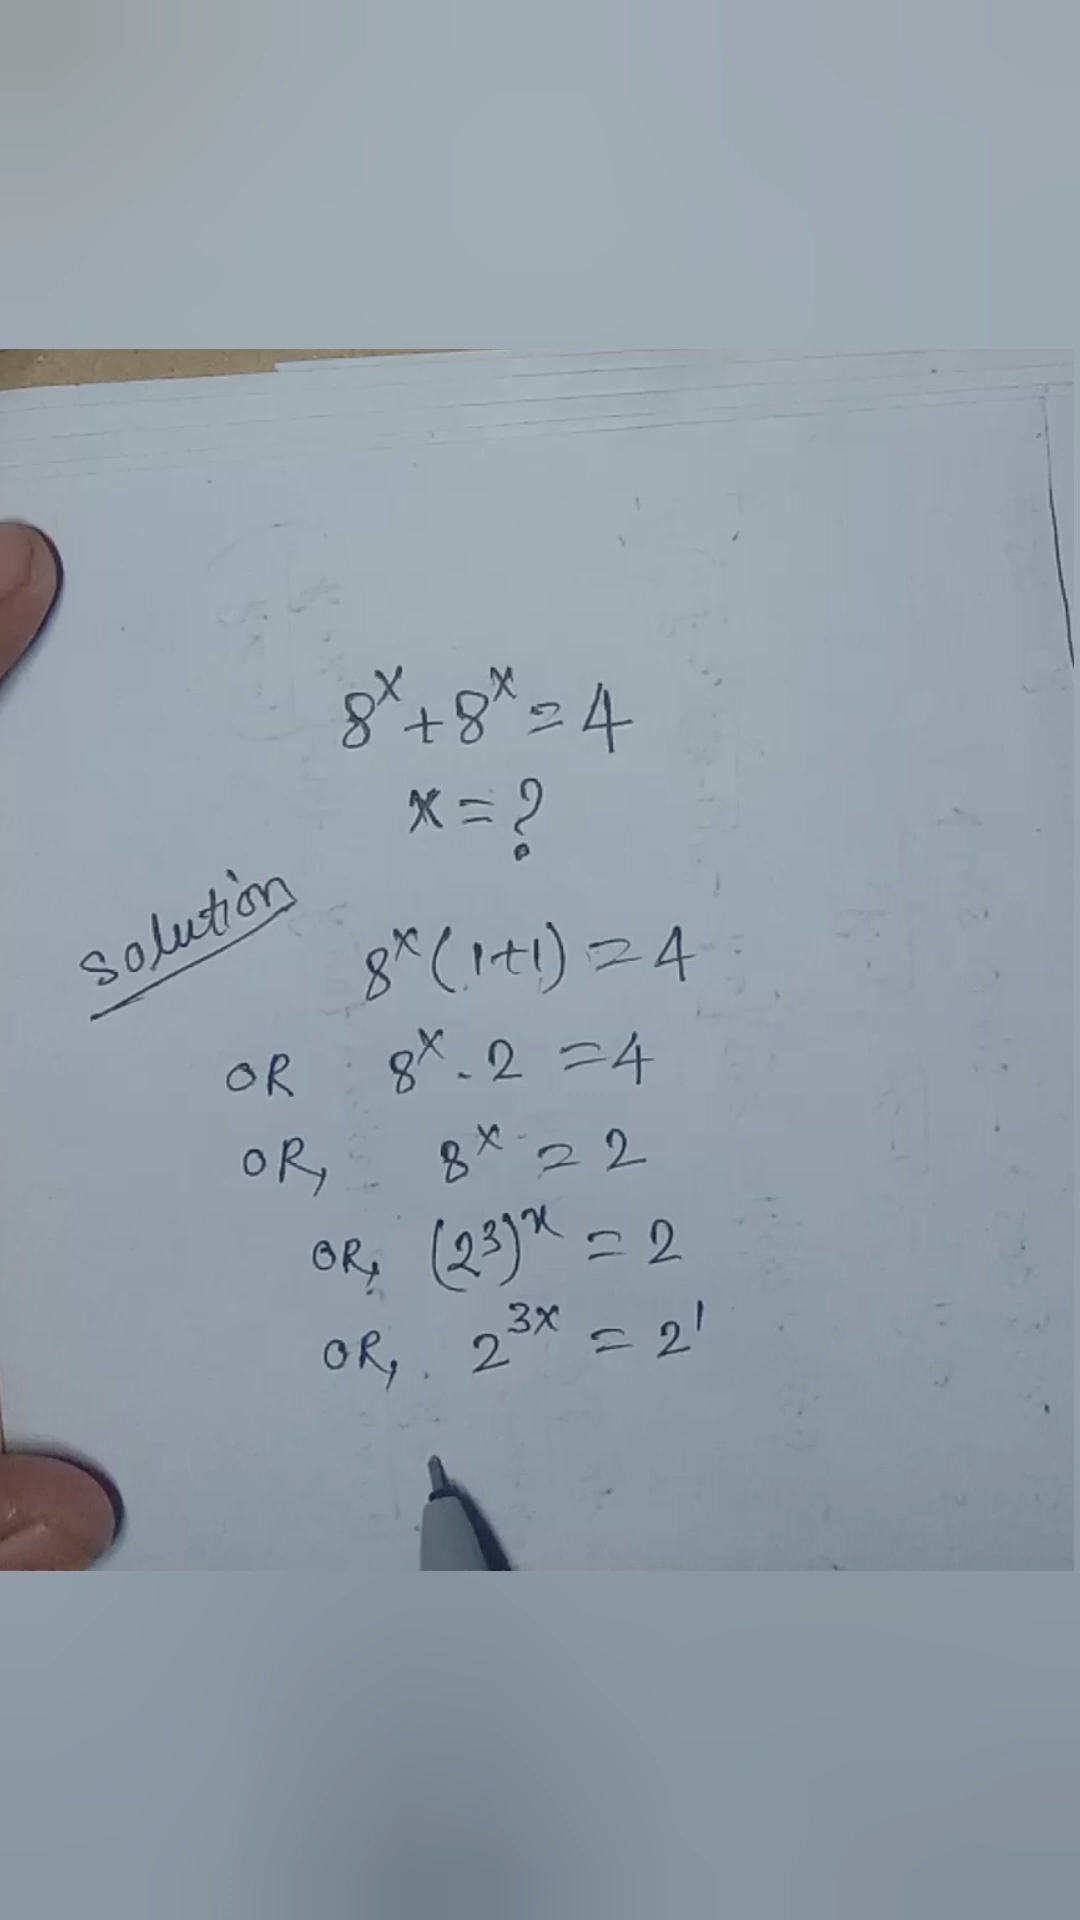 8^x + 8^x = 4
x = ?
Solution
8^x (1+1) = 4
OR 8^x . 2 = 4
OR, 8^x = 2
OR, (2^3)^x = 2
OR, 2^3x = 2^1